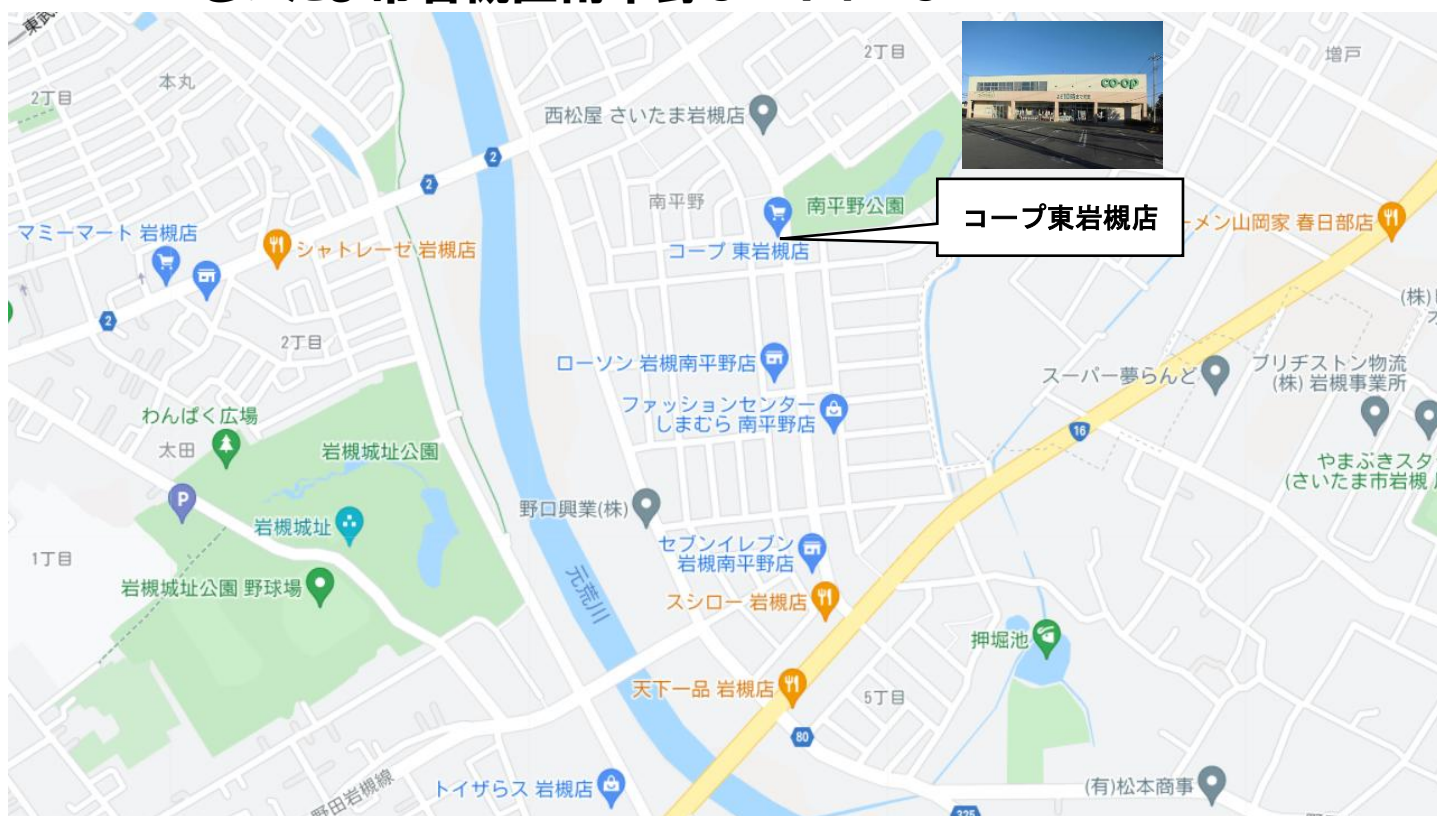 2丁目
本丸
2丁目
増戸
CO-OP
西松屋 さいたま岩槻店
2
2
南平野
南平野公園
コープ東岩槻店
コープ 東岩槻店
メン山岡家 春日部店
マミーマート 岩槻店
シャトレーゼ 岩槻店
2
2丁目
(株)
ローソン 岩槻南平野店
スーパー夢らんど
ブリヂストン物流
(株) 岩槻事業所
ファッションセンター
しまむら 南平野店
16
わんぱく広場
太田
岩槻城址公園
やまぶきスタ
(さいたま市岩槻
P
岩槻城址
野口興業(株)
セブンイレブン
岩槻南平野店
1丁目
岩槻城址公園 野球場
元荒川
スシロー 岩槻店
押堀池
天下一品 岩槻店
5丁目
80
野田岩槻線
トイザらス 岩槻店
(有)松本商事
325